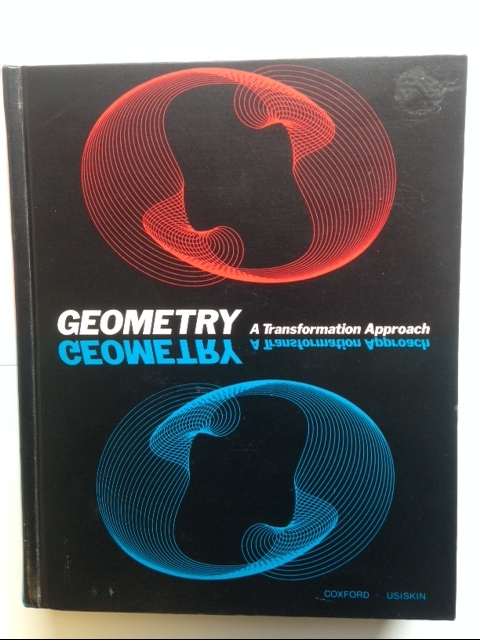 GEOMETRY A Transformation Approach
GEOMETRY A Transformation Approach
COXFORD · USISKIN